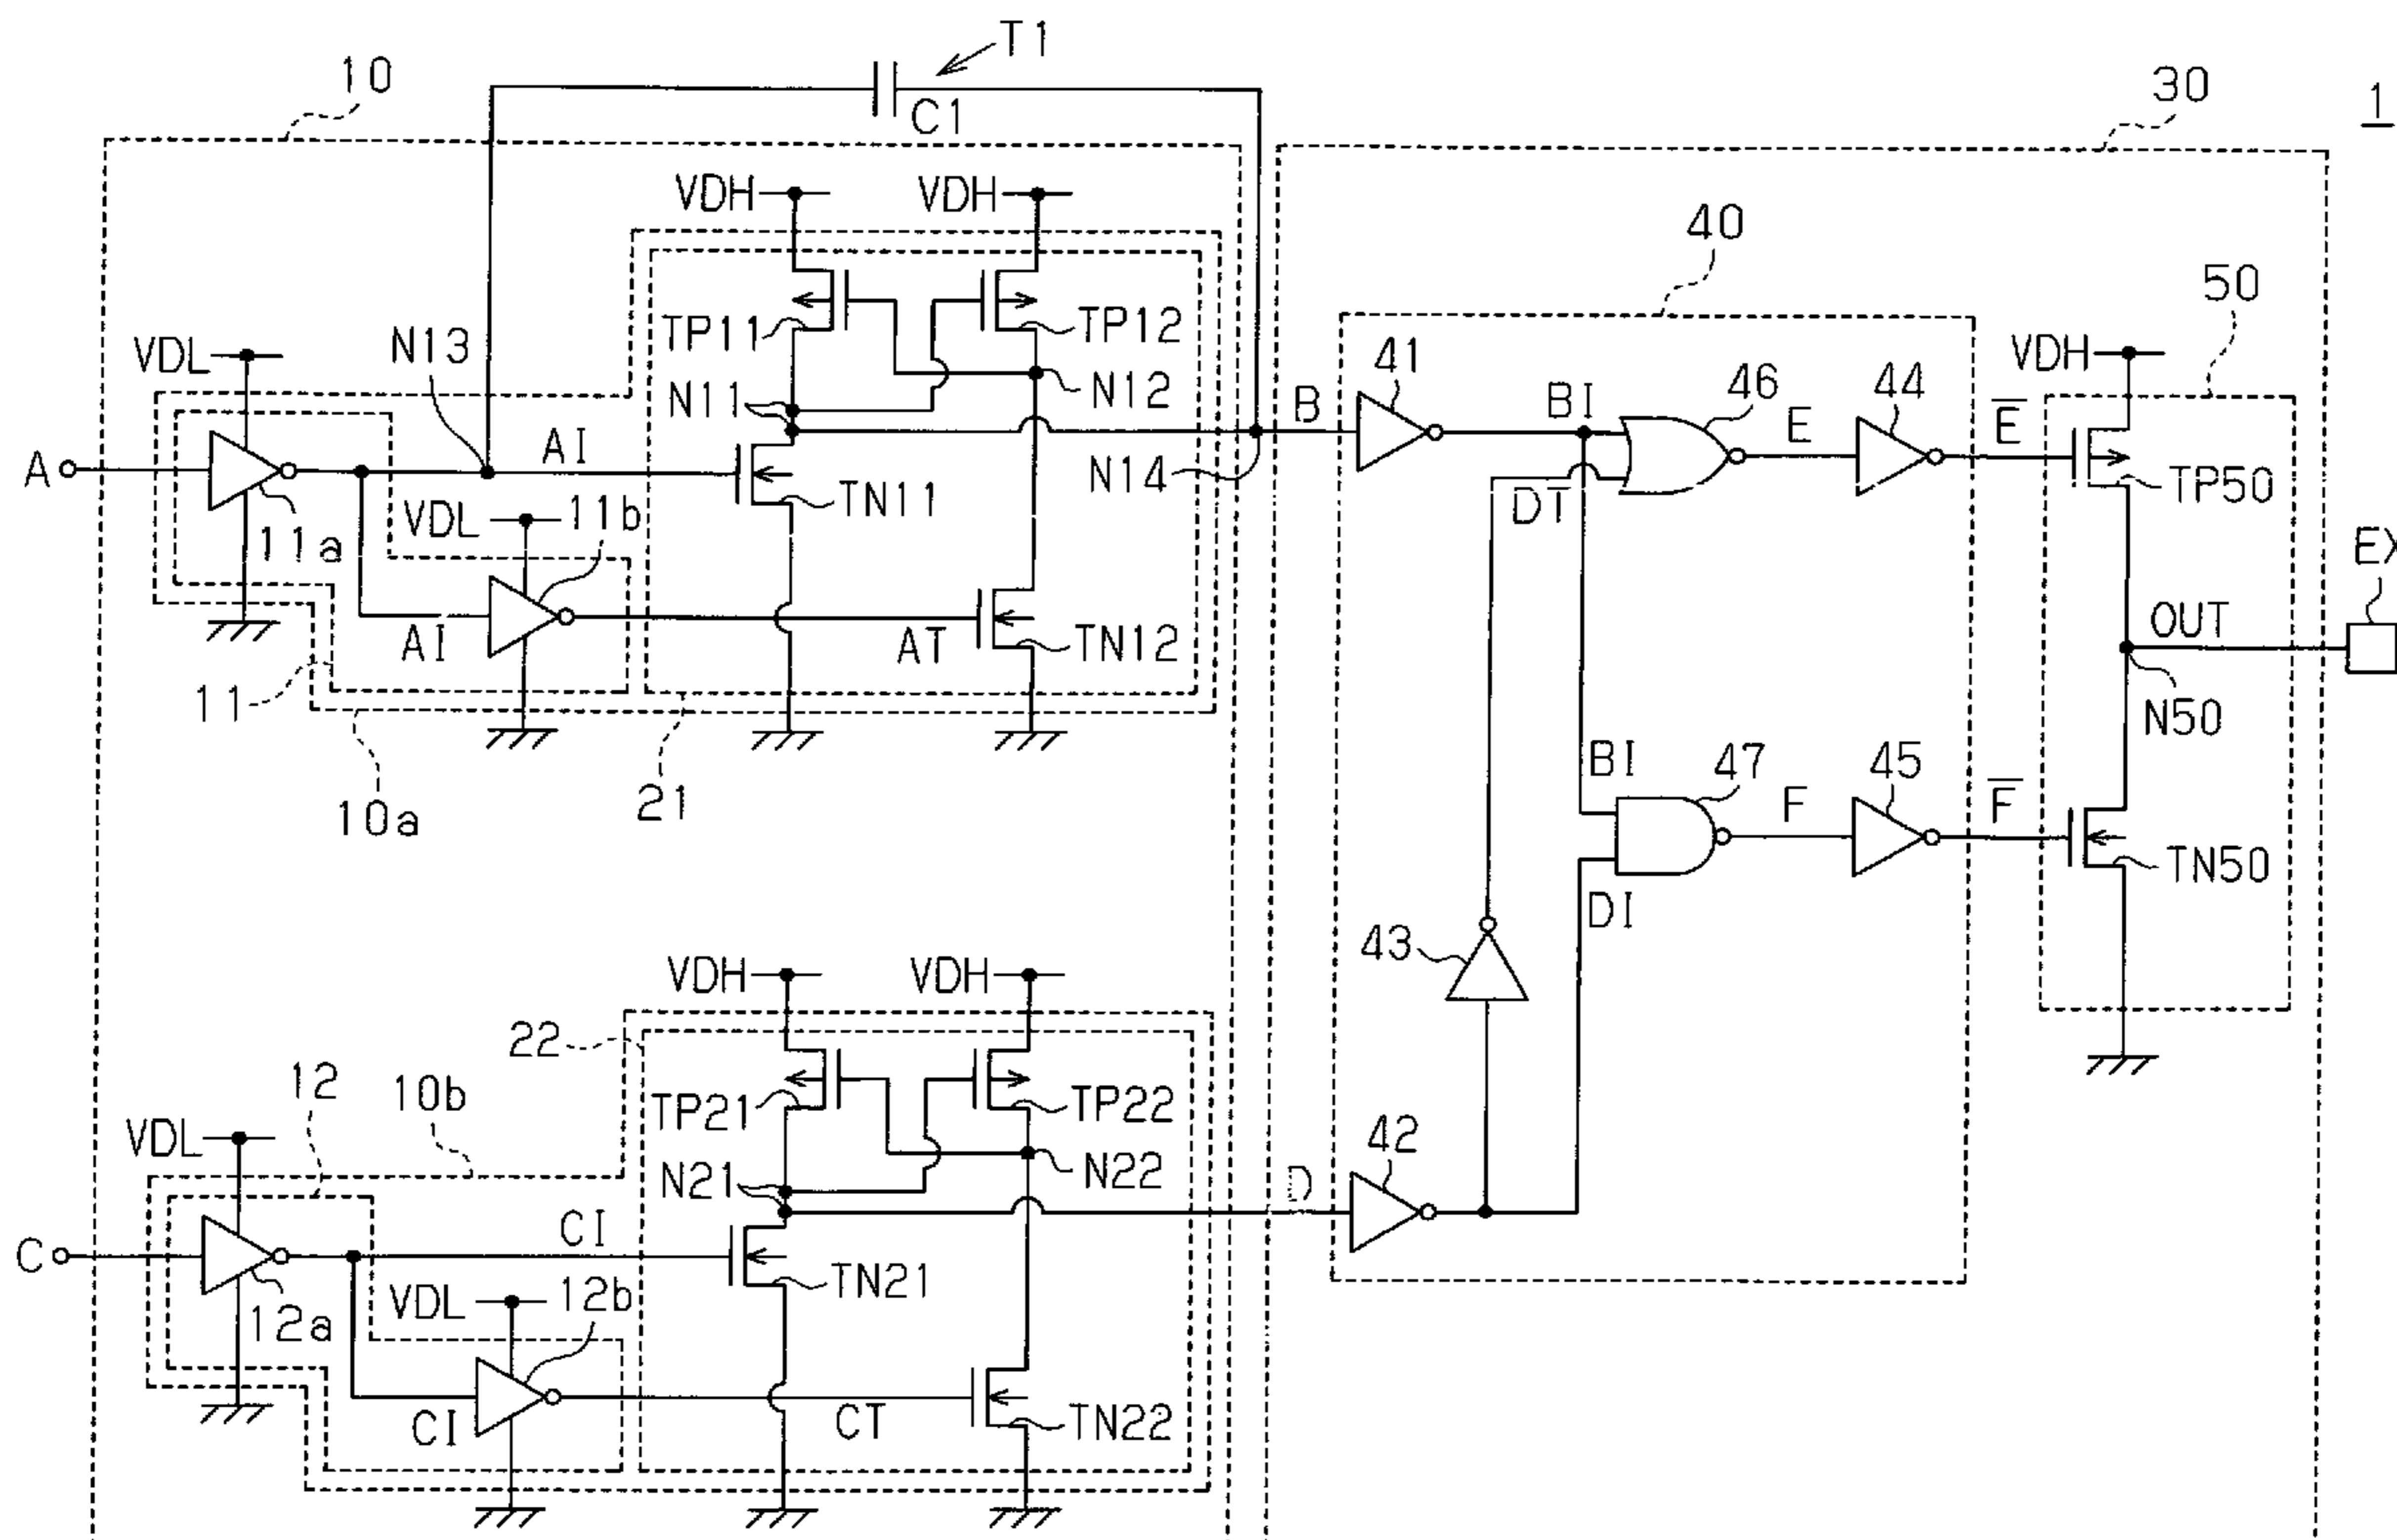 T1
10
30
1
C1
VDH
VDH
40
50
TP11
TP12
VDL
N13
41
VDH
46
44
N11
N12
B
BI
E
E̅
A
AI
N14
TP50
TN11
DT
11a
VDL
11b
EX
OUT
AI
AT
TN12
11
N50
BI
47
45
10a
21
F
F̅
TN50
DI
43
VDH
VDH
22
12
10b
TP21
TP22
42
VDL
N21
N22
D
C
CI
TN21
12a
VDL
12b
CI
CT
TN22